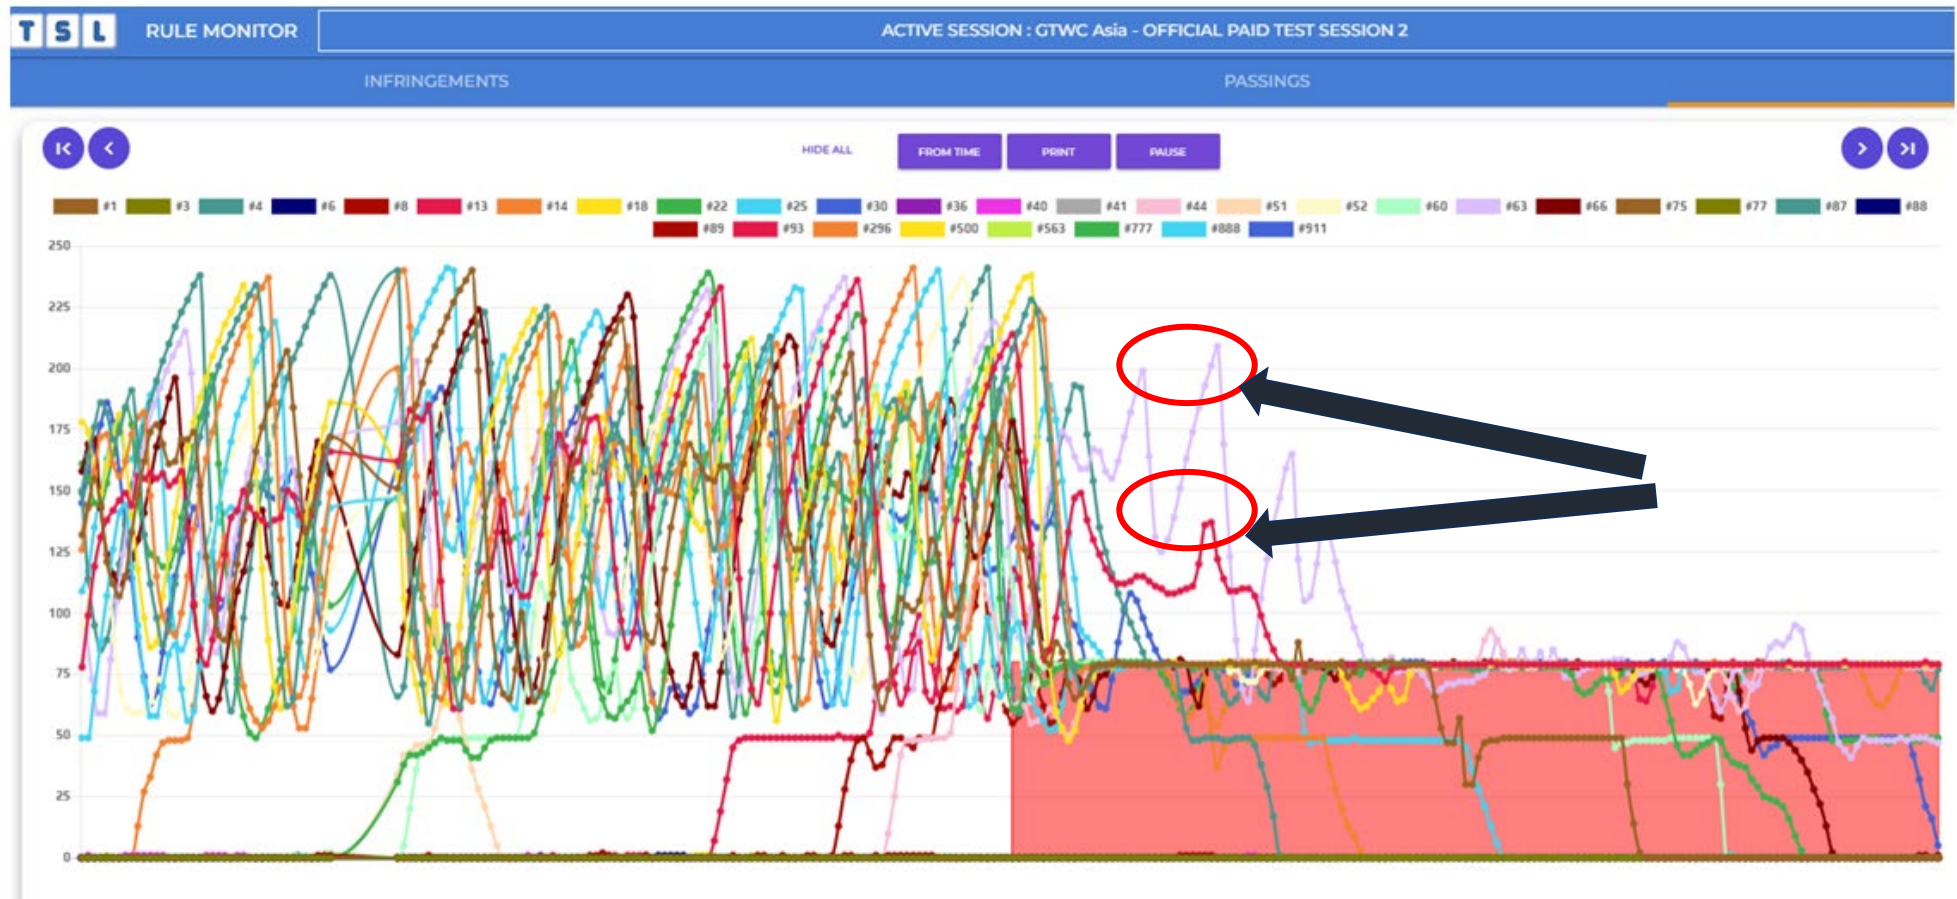 TSL RULE MONITOR ACTIVE SESSION : GTWC Asia - OFFICIAL PAID TEST SESSION 2
INFRINGEMENTS PASSINGS
HIDE ALL FROM TIME PRINT PAUSE
#1 #3 #4 #6 #8 #13 #14 #18 #22 #25 #30 #36 #40 #41 #44 #51 #52 #60 #63 #66 #75 #77 #87 #88
#89 #93 #296 #500 #563 #777 #888 #911
250
225
200
175
150
125
100
75
50
25
0